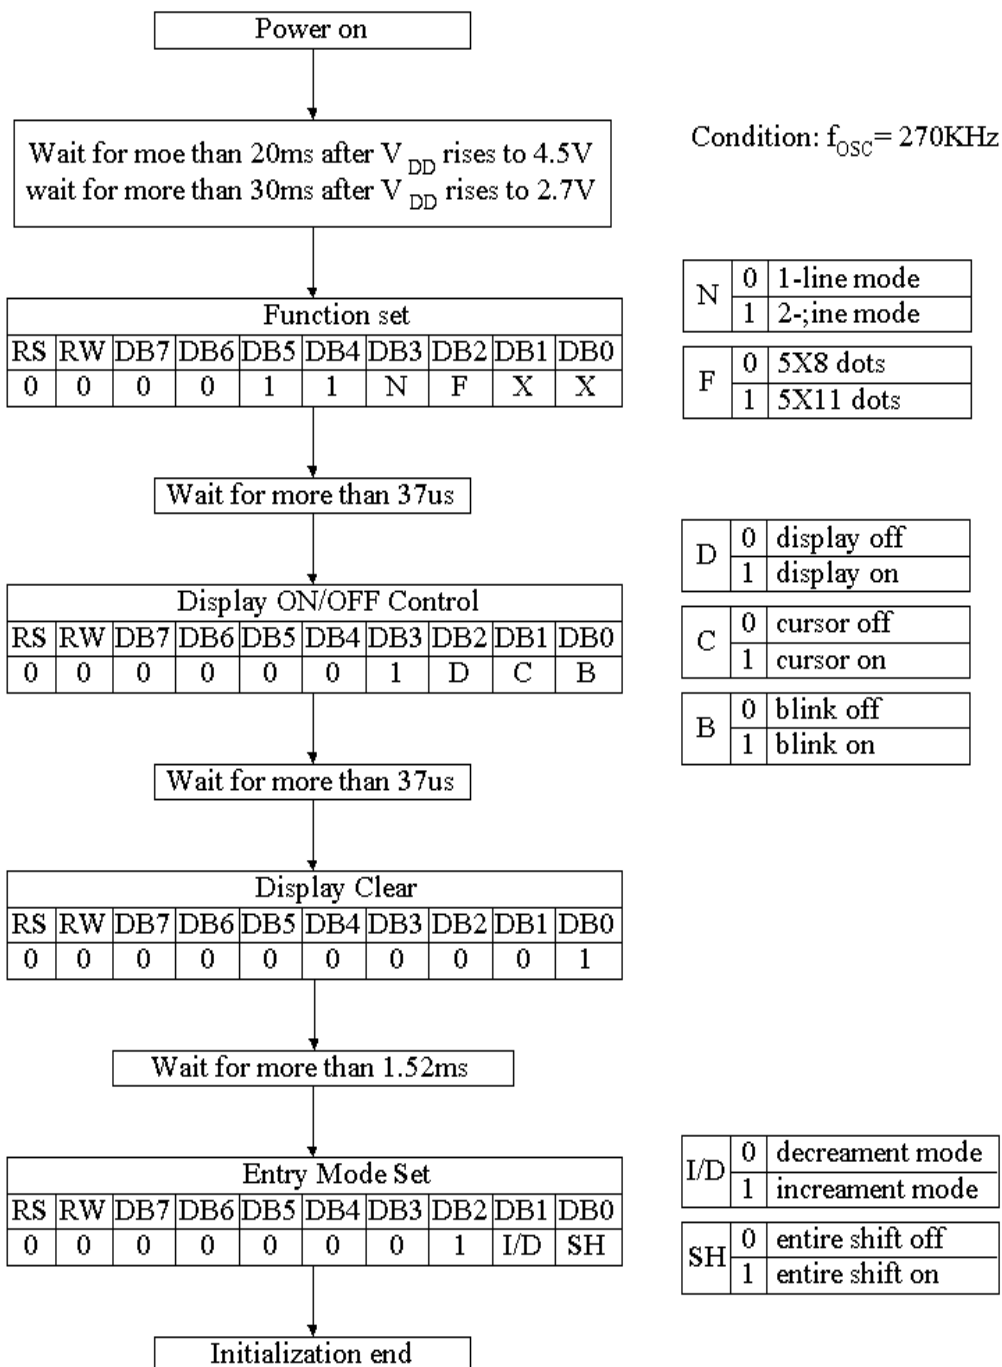 Power on
Wait for moe than 20ms after V DD rises to 4.5V
wait for more than 30ms after V DD rises to 2.7V
Condition: fOSC= 270KHz
Function set
RS RW DB7 DB6 DB5 DB4 DB3 DB2 DB1 DB0
0 0 0 0 1 1 N F X X
N 0 1-line mode
1 2-;ine mode
F 0 5X8 dots
1 5X11 dots
Wait for more than 37us
Display ON/OFF Control
RS RW DB7 DB6 DB5 DB4 DB3 DB2 DB1 DB0
0 0 0 0 0 0 1 D C B
D 0 display off
1 display on
C 0 cursor off
1 cursor on
B 0 blink off
1 blink on
Wait for more than 37us
Display Clear
RS RW DB7 DB6 DB5 DB4 DB3 DB2 DB1 DB0
0 0 0 0 0 0 0 0 0 1
Wait for more than 1.52ms
Entry Mode Set
RS RW DB7 DB6 DB5 DB4 DB3 DB2 DB1 DB0
0 0 0 0 0 0 0 1 I/D SH
I/D 0 decreament mode
1 increament mode
SH 0 entire shift off
1 entire shift on
Initialization end